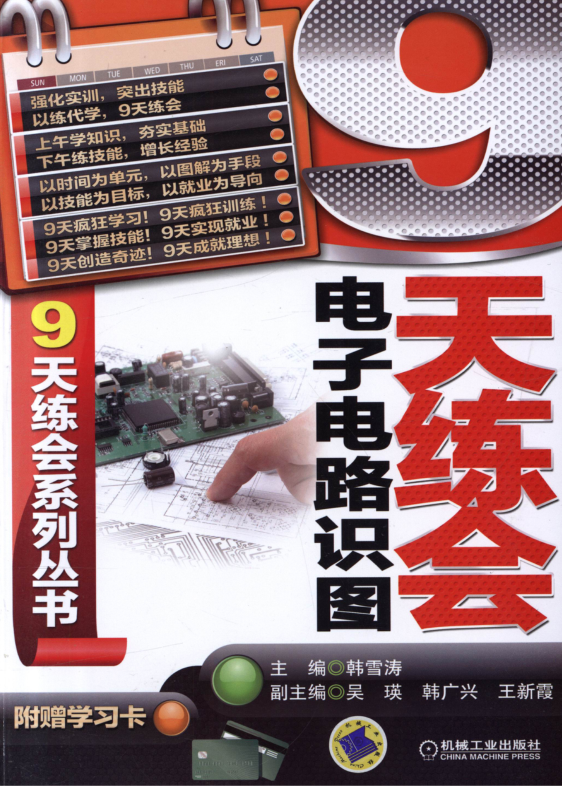 9
SUN MON TUE WED THU FRI SAT
强化实训，突出技能
以练代学，9天练会
上午学知识，夯实基础
下午练技能，增长经验
以时间为单元，以图解为手段
以技能为目标，以就业为导向
9天疯狂学习！9天疯狂训练！
9天掌握技能！9天实现就业！
9天创造奇迹！9天成就理想！
天练会
电子电路识图
9天练会系列丛书
主 编◎韩雪涛
副主编◎吴 瑛 韩广兴 王新霞
附赠学习卡
机械工业出版社
CHINA MACHINE PRESS